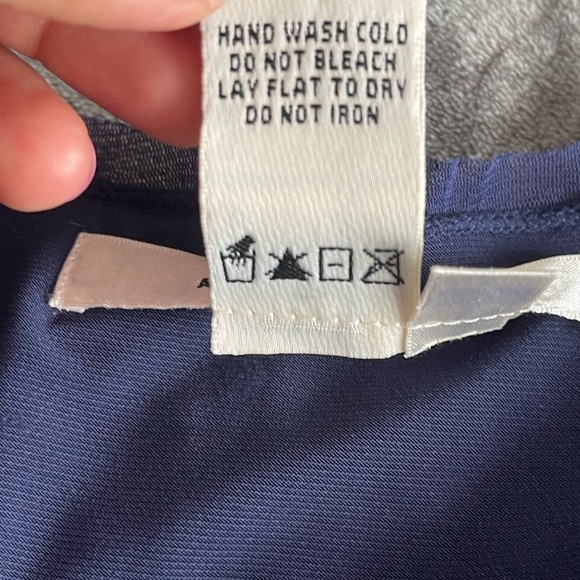 HAND WASH COLD
DO NOT BLEACH
LAY FLAT TO DRY
DO NOT IRON